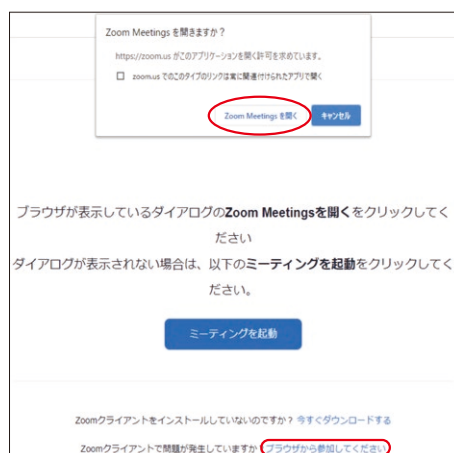 Zoom Meetings を開きますか？
https://zoom.us がこのアプリケーションを開く許可を求めています。
zoom.us でのこのタイプのリンクは常に関連付けられたアプリで開く
Zoom Meetings を開く キャンセル
ブラウザが表示しているダイアログのZoom Meetingsを開くをクリックしてく
ださい
ダイアログが表示されない場合は、以下のミーティングを起動をクリックしてく
ださい。
ミーティングを起動
Zoomクライアントをインストールしていないのですか？ 今すぐダウンロードする
Zoomクライアントで問題が発生していますか ブラウザから参加してください